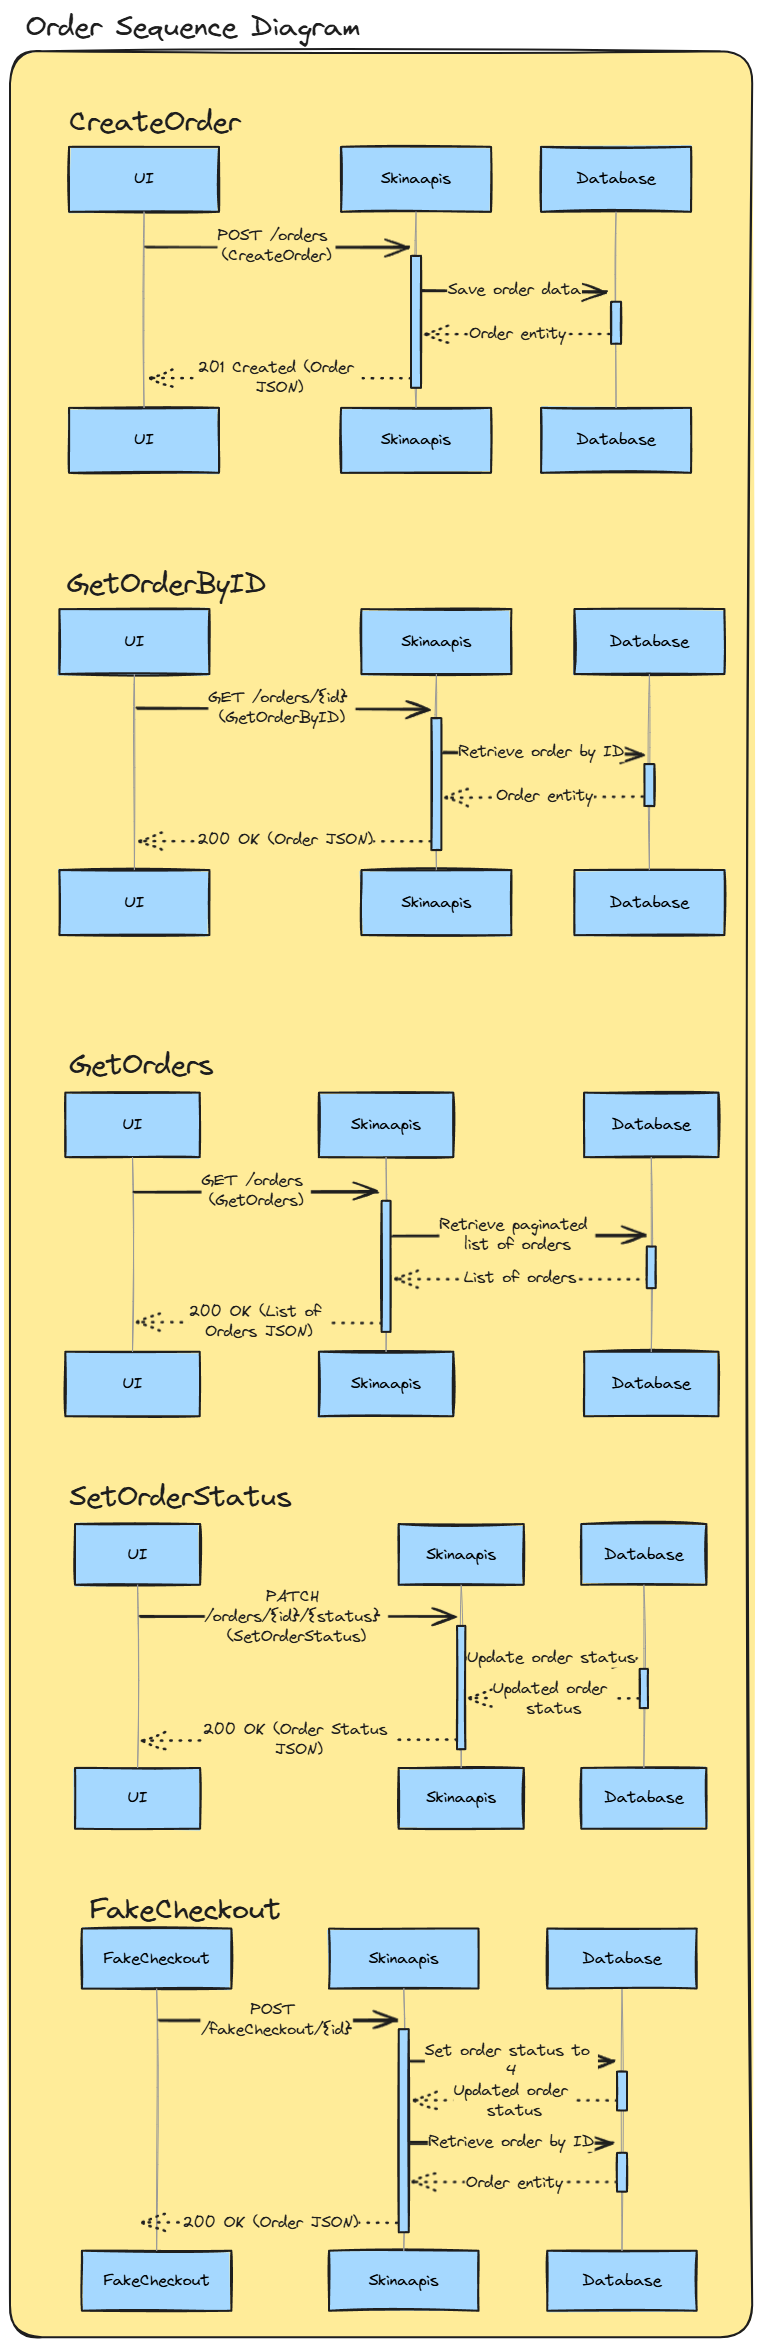 Order Sequence Diagram
CreateOrder
UI
Skinaapis
Database
POST /orders
(CreateOrder)
Save order data
Order entity
201 Created (Order
JSON)
UI
Skinaapis
Database
GetOrderByID
UI
Skinaapis
Database
GET /orders/{id}
(GetOrderByID)
Retrieve order by ID
Order entity
200 OK (Order JSON)
UI
Skinaapis
Database
GetOrders
UI
Skinaapis
Database
GET /orders
(GetOrders)
Retrieve paginated
list of orders
List of orders
200 OK (List of
Orders JSON)
UI
Skinaapis
Database
SetOrderStatus
UI
Skinaapis
Database
PATCH
/orders/{id}/{status}
(SetOrderStatus)
Update order status
Updated order
status
200 OK (Order Status
JSON)
UI
Skinaapis
Database
FakeCheckout
FakeCheckout
Skinaapis
Database
POST
/fakeCheckout/{id}
Set order status to
4
Updated order
status
Retrieve order by ID
Order entity
200 OK (Order JSON)
FakeCheckout
Skinaapis
Database